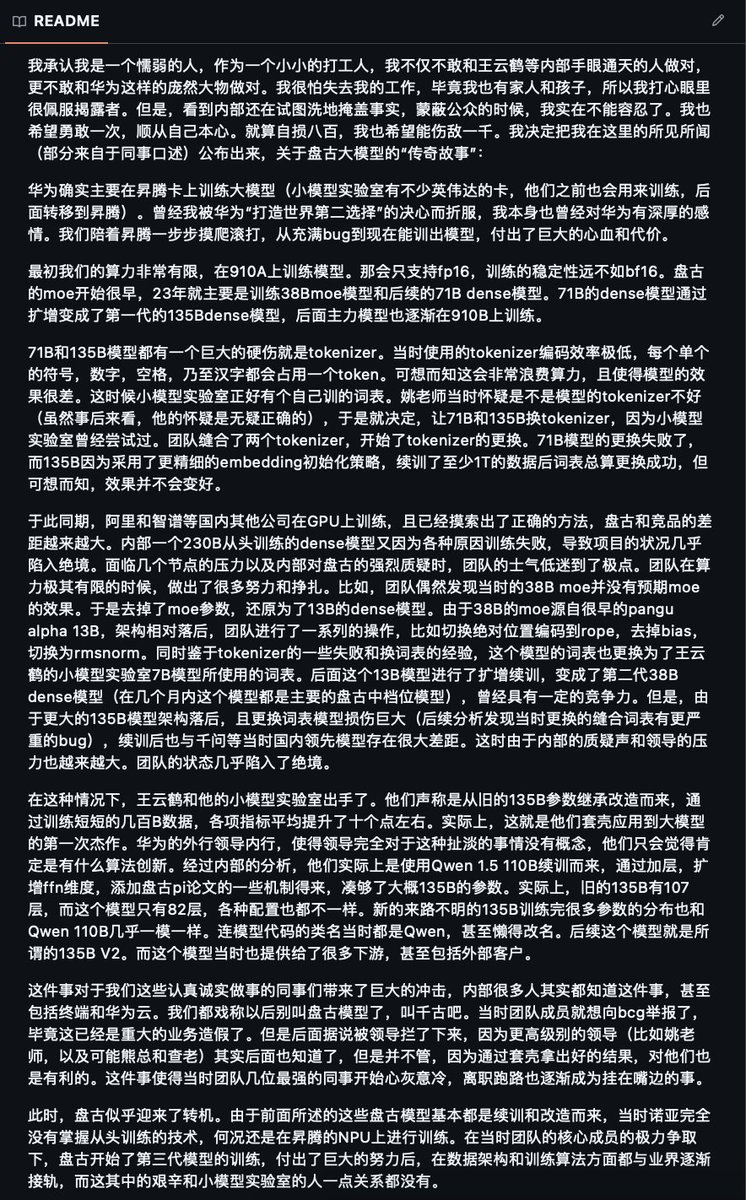 README
我承认我是一个懦弱的人，作为一个小小的打工人，我不仅不敢和王云鹤等内部手眼通天的人做对，
更不敢和华为这样的庞然大物做对。我很怕失去我的工作，毕竟我也有家人和孩子，所以我打心眼里
很佩服揭露者。但是，看到内部还在试图洗地掩盖事实，蒙蔽公众的时候，我实在不能容忍了。我也
希望勇敢一次，顺从自己本心。就算自损八百，我也希望能伤敌一千。我决定把我在这里的所见所闻
（部分来自于同事口述）公布出来，关于盘古大模型的“传奇故事”：
华为确实主要在昇腾卡上训练大模型（小模型实验室有不少英伟达的卡，他们之前也会用来训练，后
面转移到昇腾）。曾经我被华为“打造世界第二选择”的决心而折服，我本身也曾经对华为有深厚的感
情。我们陪着昇腾一步步摸爬滚打，从充满bug到现在能训出模型，付出了巨大的心血和代价。
最初我们的算力非常有限，在910A上训练模型。那会只支持fp16，训练的稳定性远不如bf16。盘古
的moe开始很早，23年就主要是训练38Bmoe模型和后续的71B dense模型。71B的dense模型通过
扩增变成了第一代的135Bdense模型，后面主力模型也逐渐在910B上训练。
71B和135B模型都有一个巨大的硬伤就是tokenizer。当时使用的tokenizer编码效率极低，每个单个
的符号，数字，空格，乃至汉字都会占用一个token。可想而知这会非常浪费算力，且使得模型的效
果很差。这时候小模型实验室正好有个自己训的词表。姚老师当时怀疑是不是模型的tokenizer不好
（虽然事后来看，他的怀疑是无疑正确的），于是就决定，让71B和135B换tokenizer，因为小模型
实验室曾经尝试过。团队缝合了两个tokenizer，开始了tokenizer的更换。71B模型的更换失败了，
而135B因为采用了更精细的embedding初始化策略，续训了至少1T的数据后词表总算更换成功，但
可想而知，效果并不会变好。
于此同期，阿里和智谱等国内其他公司在GPU上训练，且已经摸索出了正确的方法，盘古和竞品的差
距越来越大。内部一个230B从头训练的dense模型又因为各种原因训练失败，导致项目的状况几乎
陷入绝境。面临几个节点的压力以及内部对盘古的强烈质疑时，团队的士气低迷到了极点。团队在算
力极其有限的时候，做出了很多努力和挣扎。比如，团队偶然发现当时的38B moe并没有预期moe
的效果。于是去掉了moe参数，还原为了13B的dense模型。由于38B的moe源自很早的pangu
alpha 13B，架构相对落后，团队进行了一系列的操作，比如切换绝对位置编码到rope，去掉bias，
切换为rmsnorm。同时鉴于tokenizer的一些失败和换词表的经验，这个模型的词表也更换为了王云
鹤的小模型实验室7B模型所使用的词表。后面这个13B模型进行了扩增续训，变成了第二代38B
dense模型（在几个月内这个模型都是主要的盘古中档位模型），曾经具有一定的竞争力。但是，由
于更大的135B模型架构落后，且更换词表模型损伤巨大（后续分析发现当时更换的缝合词表有更严
重的bug），续训后也与千问等当时国内领先模型存在很大差距。这时由于内部的质疑声和领导的压
力也越来越大。团队的状态几乎陷入了绝境。
在这种情况下，王云鹤和他的小模型实验室出手了。他们声称是从旧的135B参数继承改造而来，通
过训练短短的几百B数据，各项指标平均提升了十个点左右。实际上，这就是他们套壳应用到大模型
的第一次杰作。华为的外行领导内行，使得领导完全对于这种扯淡的事情没有概念，他们只会觉得肯
定是有什么算法创新。经过内部的分析，他们实际上是使用Qwen 1.5 110B续训而来，通过加层，扩
增ffn维度，添加盘古pi论文的一些机制得来，凑够了大概135B的参数。实际上，旧的135B有107
层，而这个模型只有82层，各种配置也都不一样。新的来路不明的135B训练完很多参数的分布也和
Qwen 110B几乎一模一样。连模型代码的类名当时都是Qwen，甚至懒得改名。后续这个模型就是所
谓的135B V2。而这个模型当时也提供给了很多下游，甚至包括外部客户。
这件事对于我们这些认真诚实做事的同事们带来了巨大的冲击，内部很多人其实都知道这件事，甚至
包括终端和华为云。我们都戏称以后别叫盘古模型了，叫千古吧。当时团队成员就想向bcg举报了，
毕竟这已经是重大的业务造假了。但是后面据说被领导拦了下来，因为更高级别的领导（比如姚老
师，以及可能熊总和查老）其实后面也知道了，但是并不管，因为通过套壳拿出好的结果，对他们也
是有利的。这件事使得当时团队几位最强的同事开始心灰意冷，离职跑路也逐渐成为挂在嘴边的事。
此时，盘古似乎迎来了转机。由于前面所述的这些盘古模型基本都是续训和改造而来，当时诺亚完全
没有掌握从头训练的技术，何况还是在昇腾的NPU上进行训练。在当时团队的核心成员的极力争取
下，盘古开始了第三代模型的训练，付出了巨大的努力后，在数据架构和训练算法方面都与业界逐渐
接轨，而这其中的艰辛和小模型实验室的人一点关系都没有。